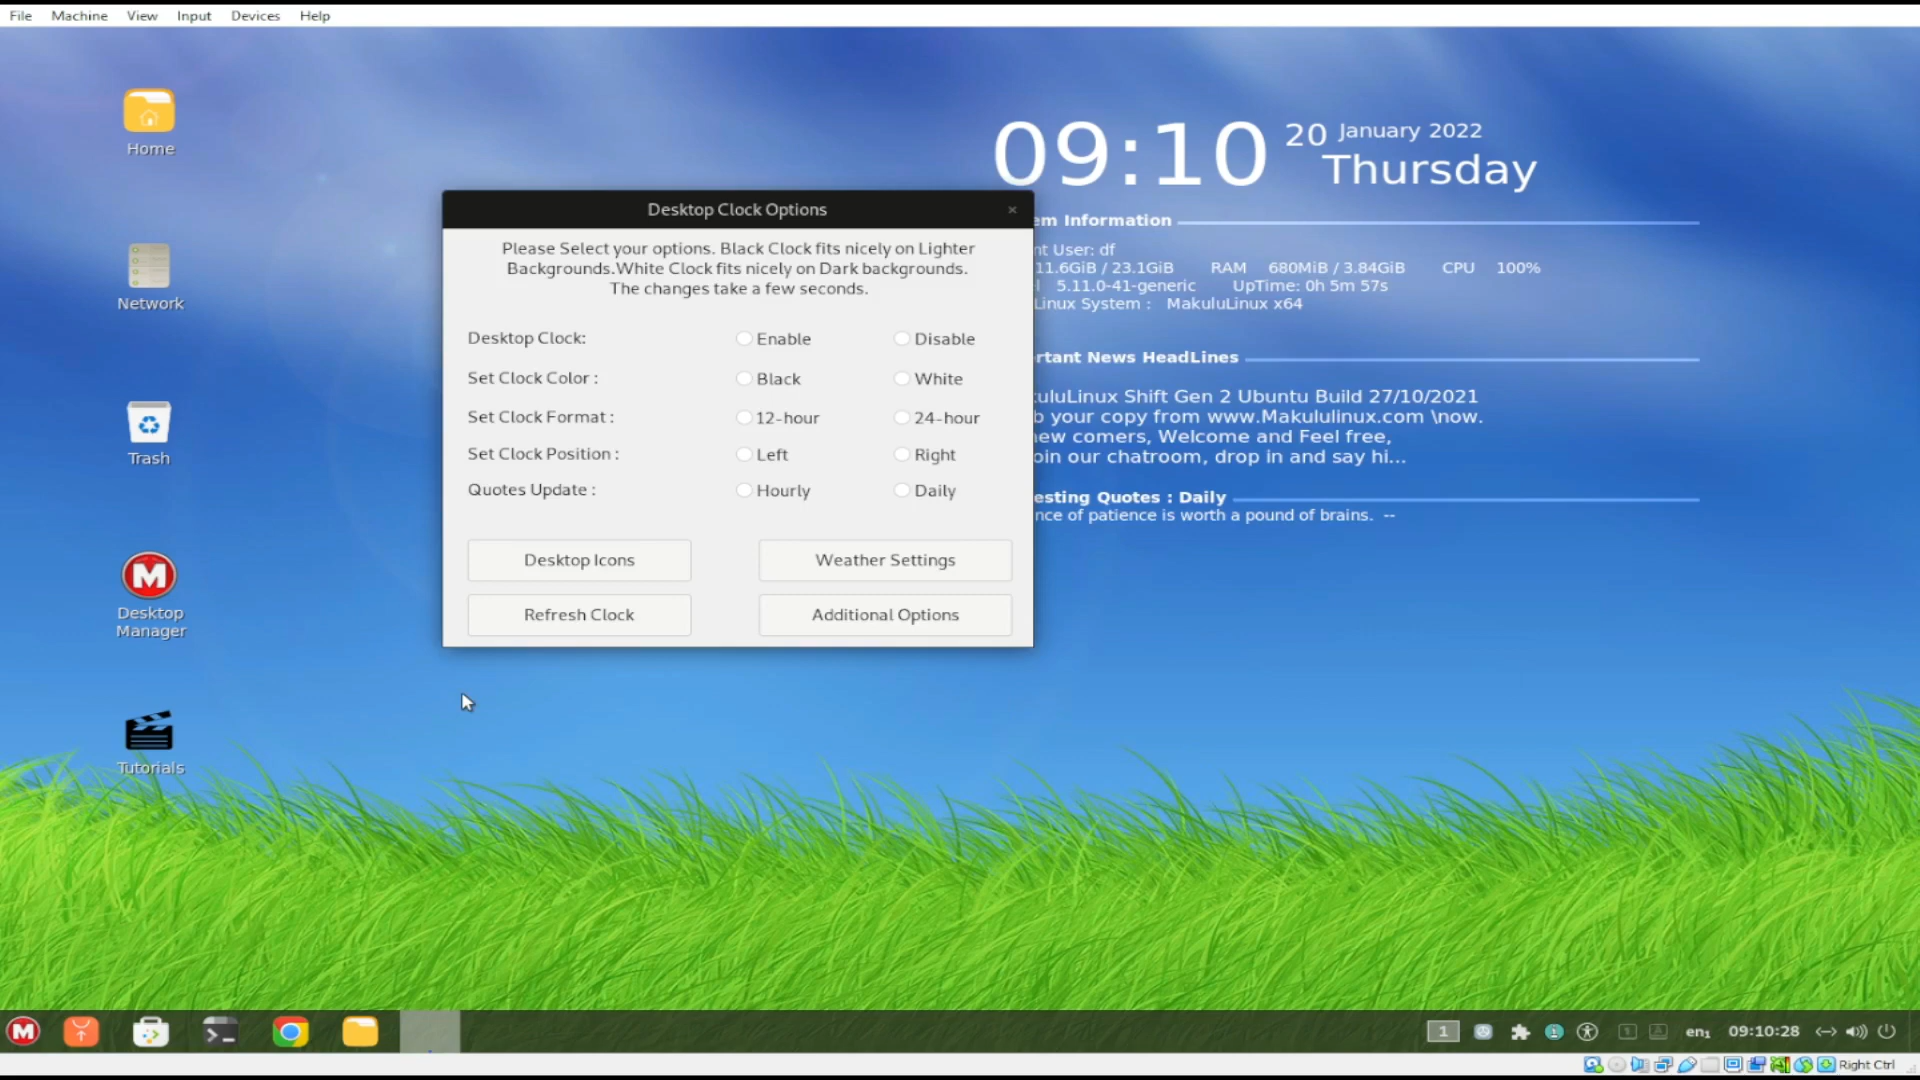 File Machine View Input Devices Help
Home
Network
Trash
Desktop
Manager
Tutorials
09:10 20 January 2022
Thursday
Desktop Clock Options
Please Select your options. Black Clock fits nicely on Lighter
Backgrounds.White Clock fits nicely on Dark backgrounds.
The changes take a few seconds.
Desktop Clock: Enable Disable
Set Clock Color : Black White
Set Clock Format : 12-hour 24-hour
Set Clock Position : Left Right
Quotes Update : Hourly Daily
Desktop Icons Weather Settings
Refresh Clock Additional Options
em Information
nt User: df
11.6GiB / 23.1GiB RAM 680MiB / 3.84GiB CPU 100%
5.11.0-41-generic UpTime: 0h 5m 57s
Linux System : MakuluLinux x64
rtant News HeadLines
uluLinux Shift Gen 2 Ubuntu Build 27/10/2021
b your copy from www.Makululinux.com \now.
ew comers, Welcome and Feel free,
oin our chatroom, drop in and say hi...
esting Quotes : Daily
nce of patience is worth a pound of brains. --
1 en1 09:10:28
Right Ctrl